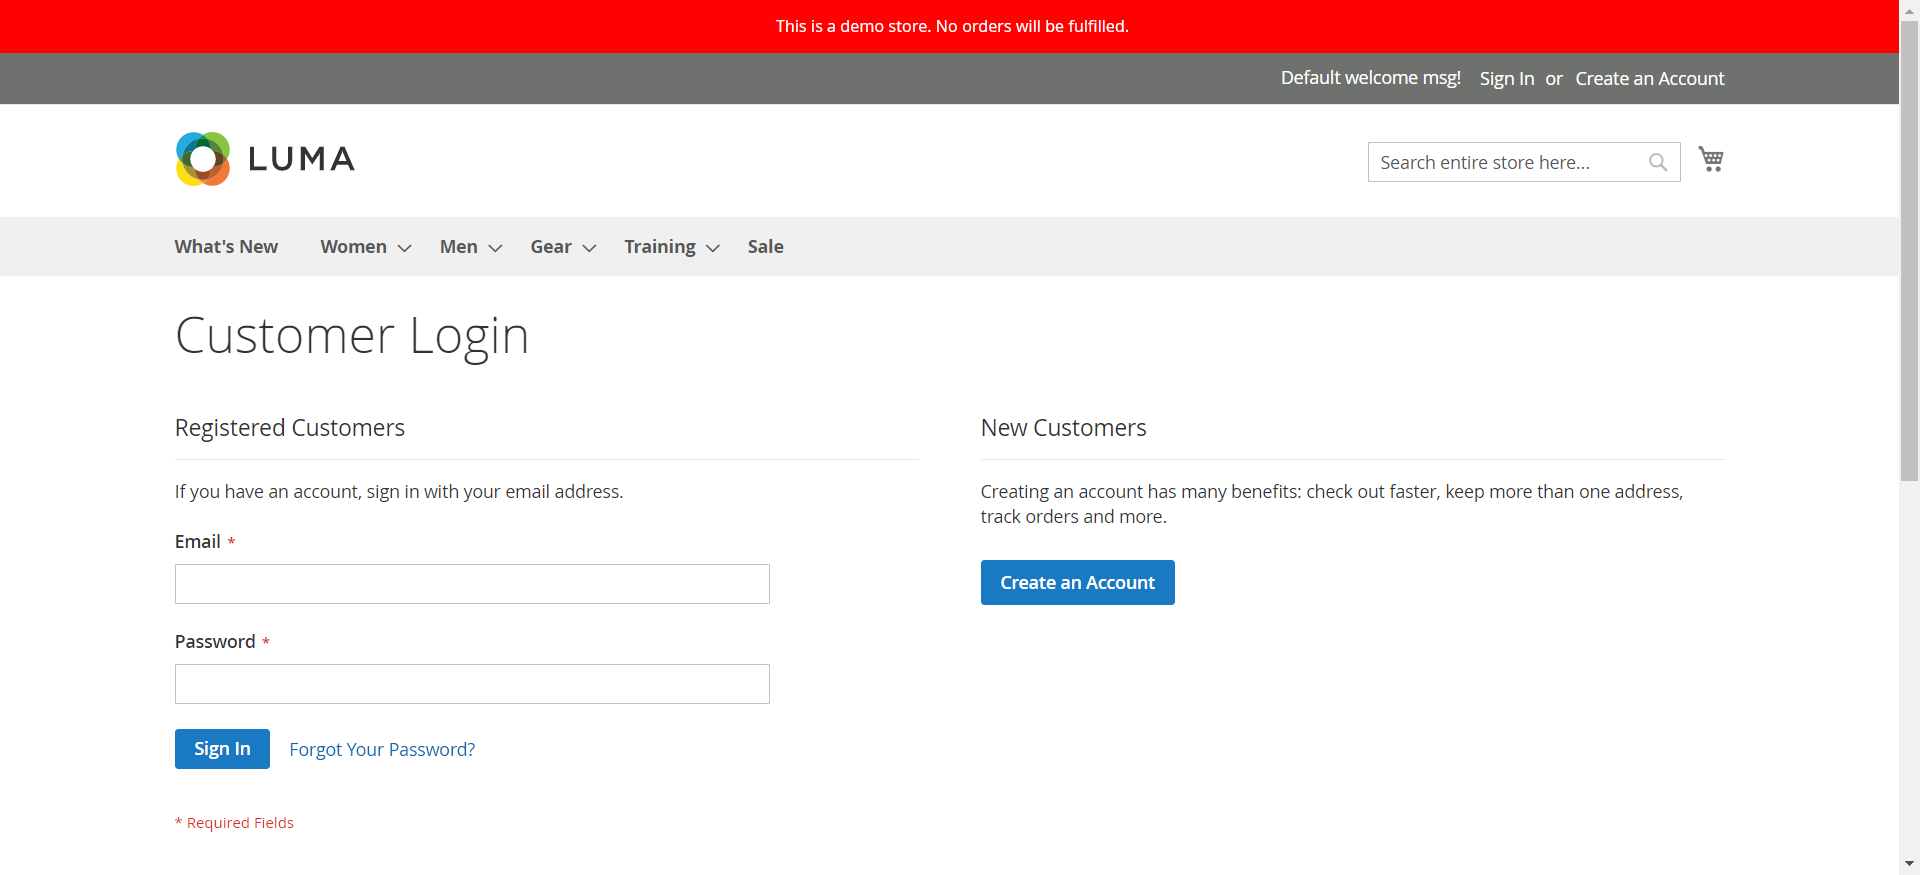 This is a demo store. No orders will be fulfilled.
Default welcome msg! Sign In or Create an Account
LUMA
Search entire store here...
What's New Women Men Gear Training Sale
Customer Login
Registered Customers
If you have an account, sign in with your email address.
Email *
Password *
Sign In Forgot Your Password?
* Required Fields
New Customers
Creating an account has many benefits: check out faster, keep more than one address,
track orders and more.
Create an Account